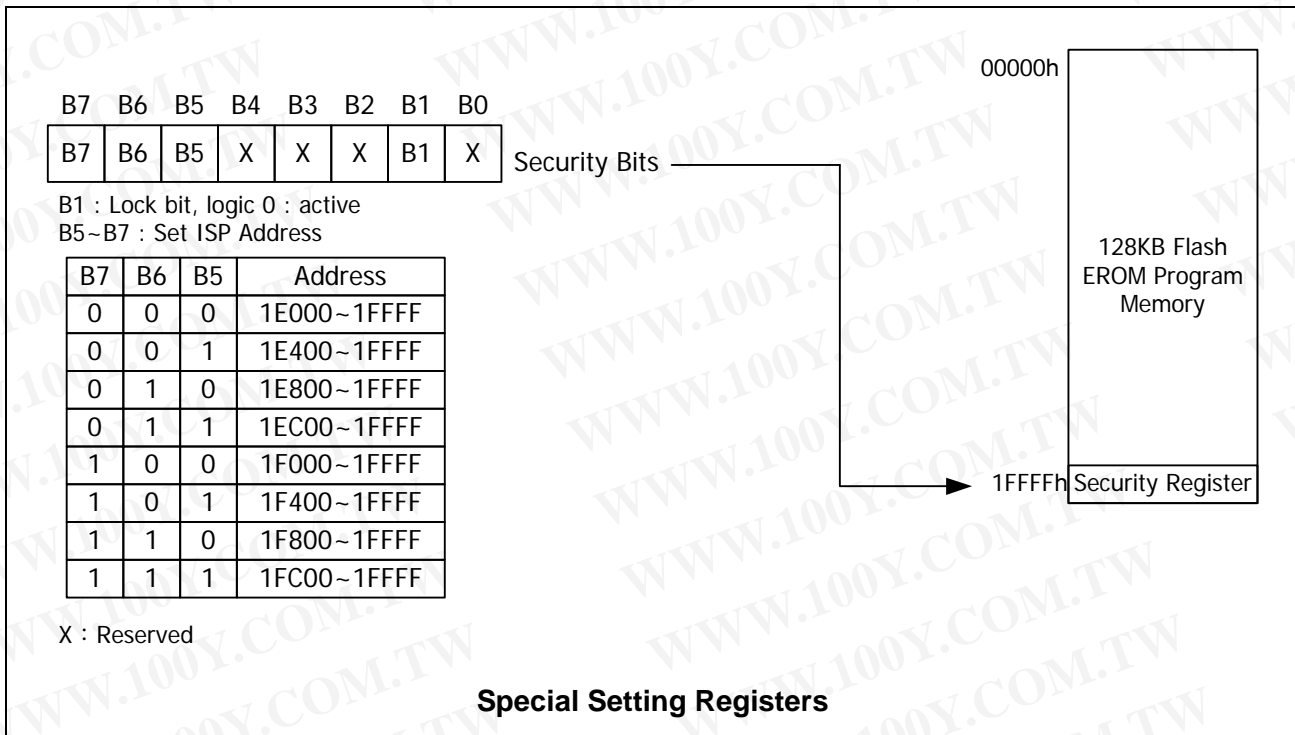 B7 B6 B5 B4 B3 B2 B1 B0
B7 B6 B5 X X X B1 X
Security Bits
B1 : Lock bit, logic 0 : active
B5~B7 : Set ISP Address
B7 B6 B5 Address
0 0 0 1E000~1FFFF
0 0 1 1E400~1FFFF
0 1 0 1E800~1FFFF
0 1 1 1EC00~1FFFF
1 0 0 1F000~1FFFF
1 0 1 1F400~1FFFF
1 1 0 1F800~1FFFF
1 1 1 1FC00~1FFFF
X : Reserved
00000h
128KB Flash
EROM Program
Memory
1FFFFh Security Register
Special Setting Registers
WWW.100Y.COM.TW